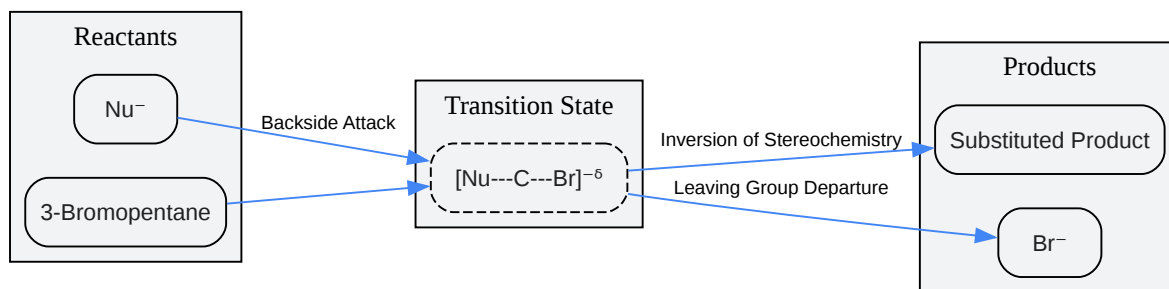 Reactants
Nu⁻
3-Bromopentane
Backside Attack
Transition State
[Nu---C---Br]⁻ᵟ
Inversion of Stereochemistry
Leaving Group Departure
Products
Substituted Product
Br⁻